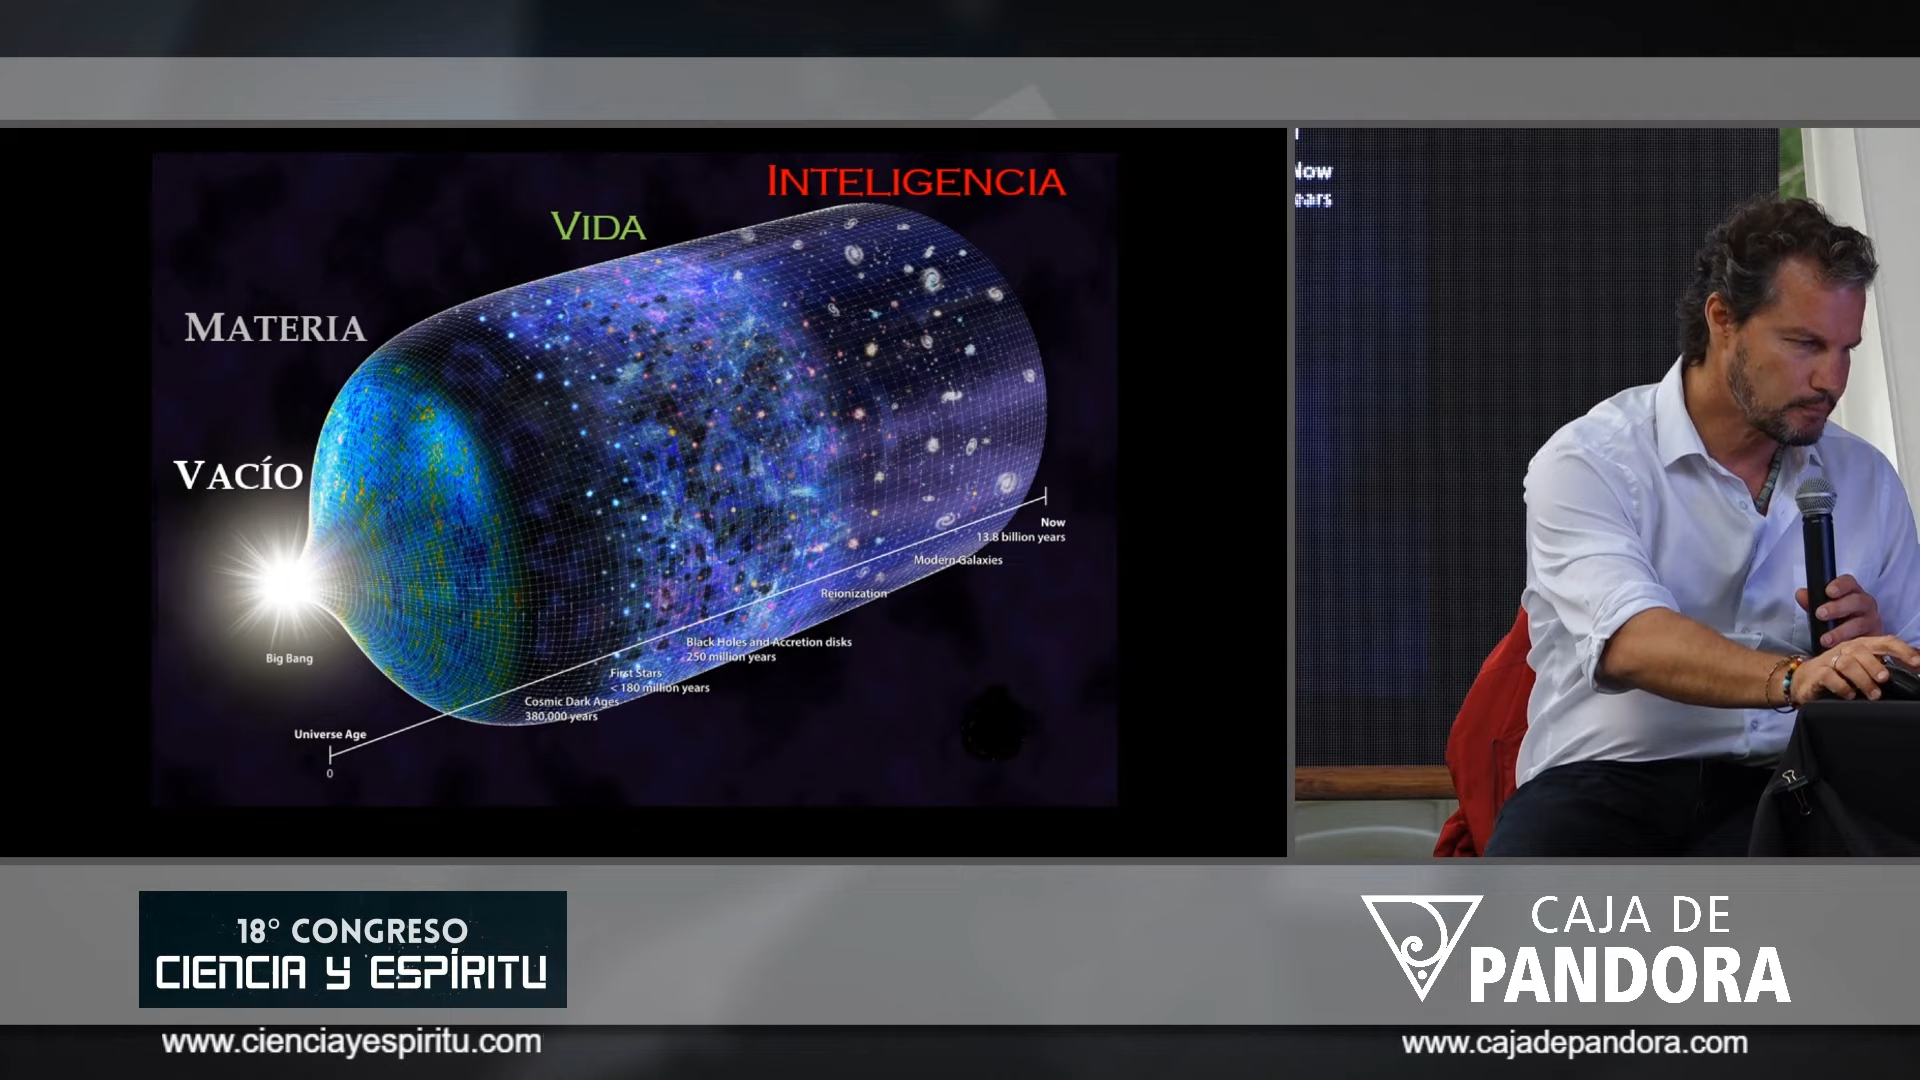 INTELIGENCIA
VIDA
MATERIA
VACÍO
Now
13.8 billion years
Modern Galaxies
Reionization
Black Holes and Accretion disks
250 million years
First Stars
< 180 million years
Cosmic Dark Ages
380,000 years
Big Bang
Universe Age
0
Now
ears
18° CONGRESO
CIENCIA Y ESPÍRITU
www.cienciayespiritu.com
CAJA DE
PANDORA
www.cajadepandora.com